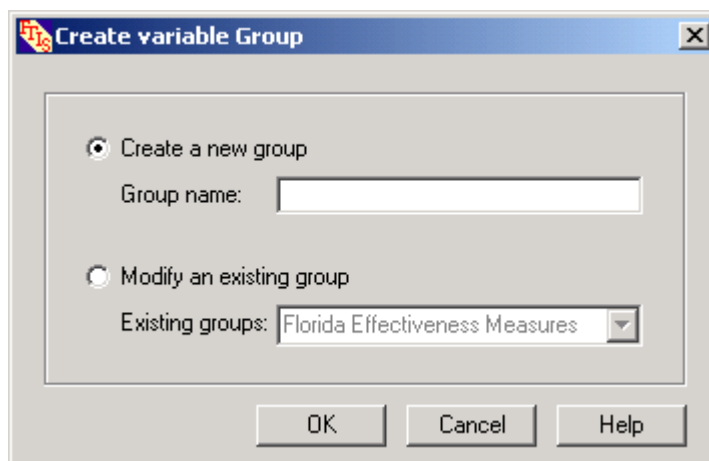 FTIS Create variable Group
Create a new group
Group name:
Modify an existing group
Existing groups: Florida Effectiveness Measures
OK Cancel Help